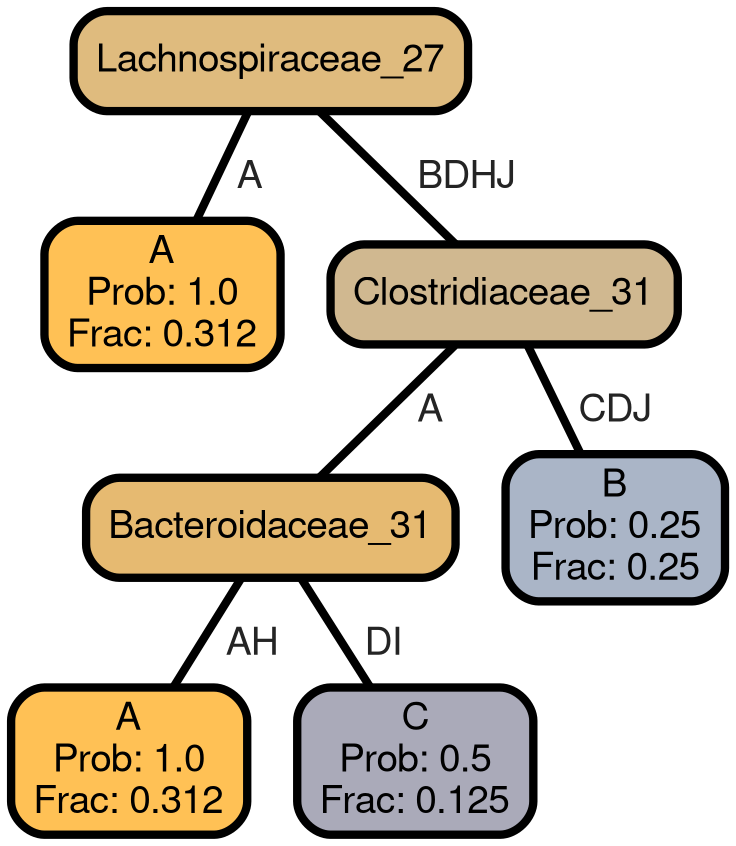 Lachnospiraceae_27
A
BDHJ
A
Prob: 1.0
Frac: 0.312
Clostridiaceae_31
A
CDJ
Bacteroidaceae_31
B
Prob: 0.25
Frac: 0.25
AH
DI
A
Prob: 1.0
Frac: 0.312
C
Prob: 0.5
Frac: 0.125